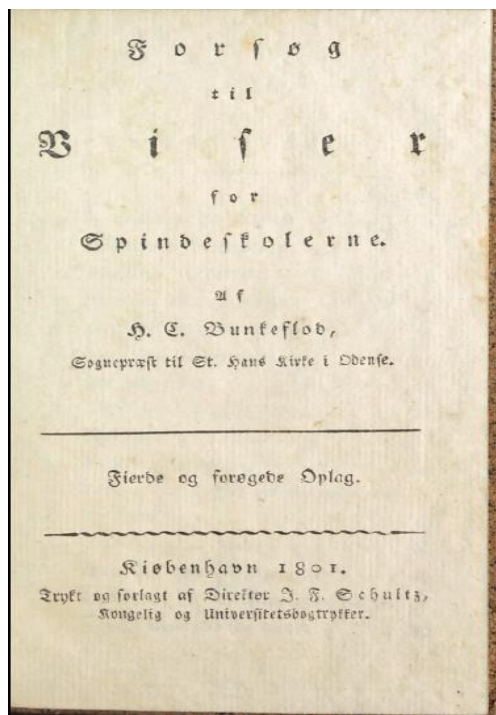 Forsøg
til
Viser
for
Spindeskolerne.
Af
H. C. Bunkeflod,
Sognepræst til St. Hans Kirke i Odense.
Fierde og forøgede Oplag.
Kiøbenhavn 1801.
Trykt og forlagt af Direktør J. F. Schultz,
Kongelig og Universitetsbogtrykker.